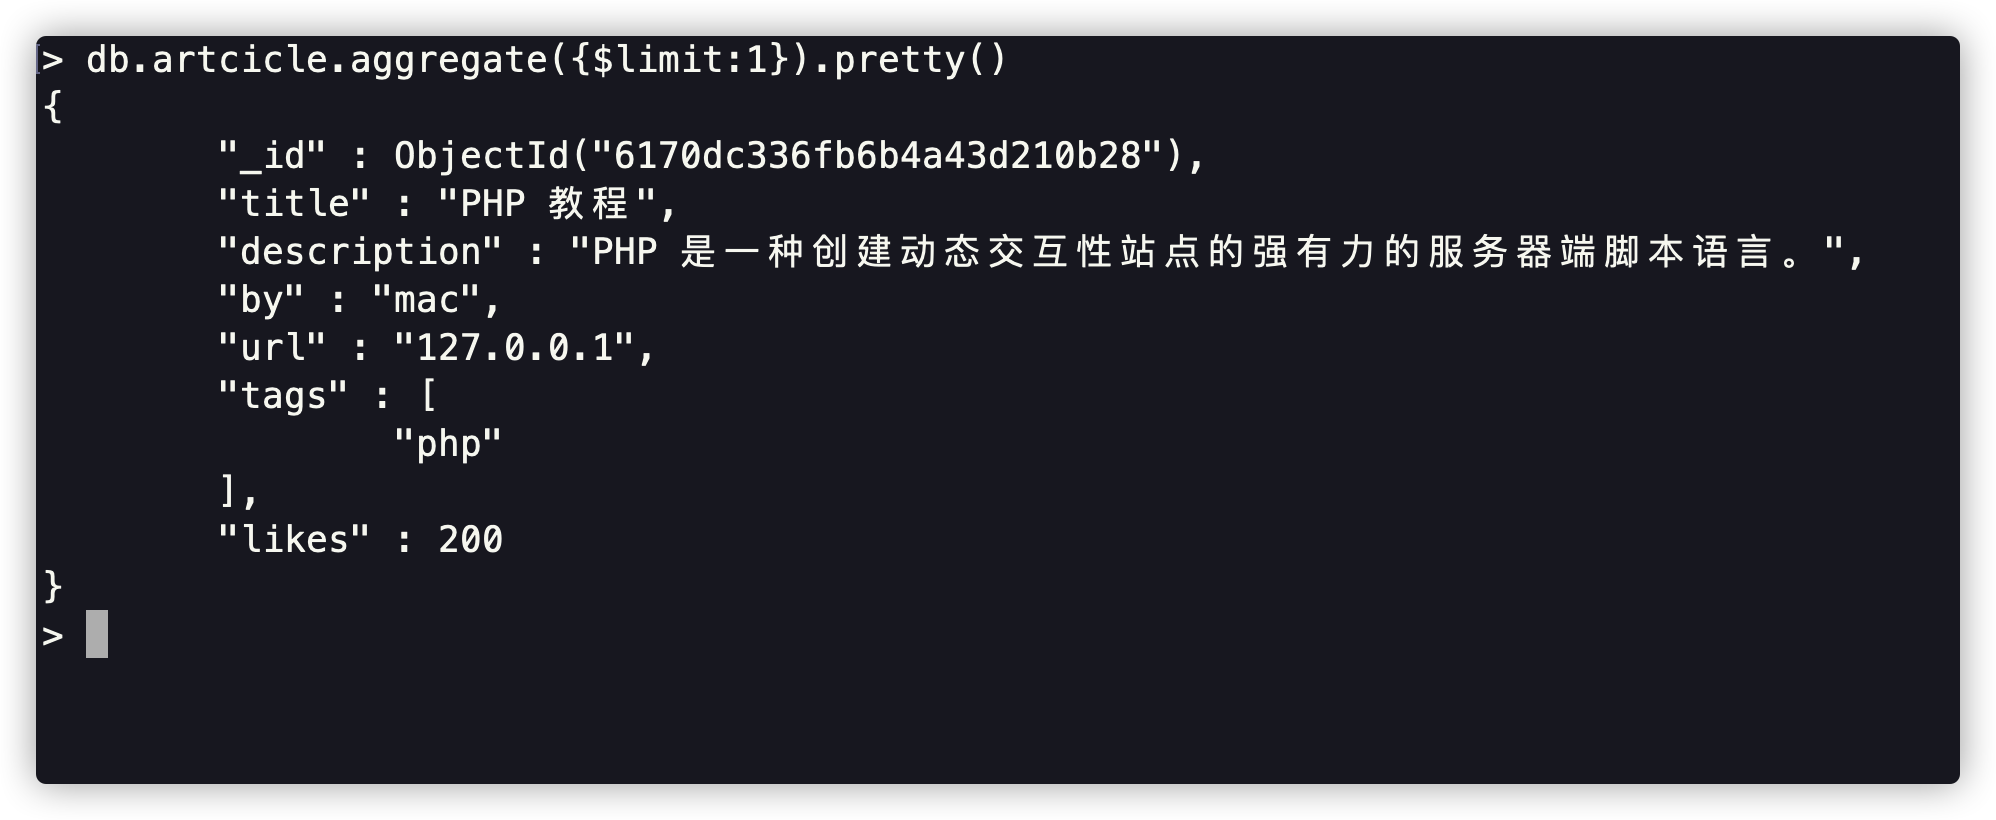 > db.artcicle.aggregate({$limit:1}).pretty()
{
"_id" : ObjectId("6170dc336fb6b4a43d210b28"),
"title" : "PHP 教程",
"description" : "PHP 是一种创建动态交互性站点的强有力的服务器端脚本语言。",
"by" : "mac",
"url" : "127.0.0.1",
"tags" : [
"php"
],
"likes" : 200
}
>